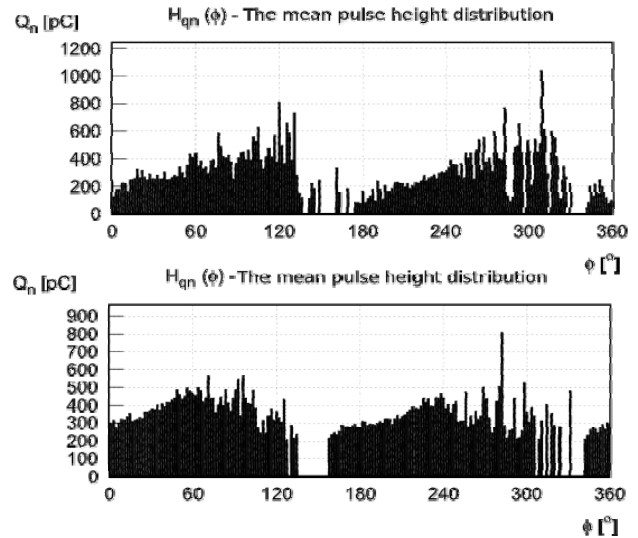 Qn [pC] Hqn (ϕ) - The mean pulse height distribution
1200
1000
800
600
400
200
0
0 60 120 180 240 300 360
ϕ [°]
Qn [pC] Hqn (ϕ) -The mean pulse height distribution
900
800
700
600
500
400
300
200
100
0
0 60 120 180 240 300 360
ϕ [°]